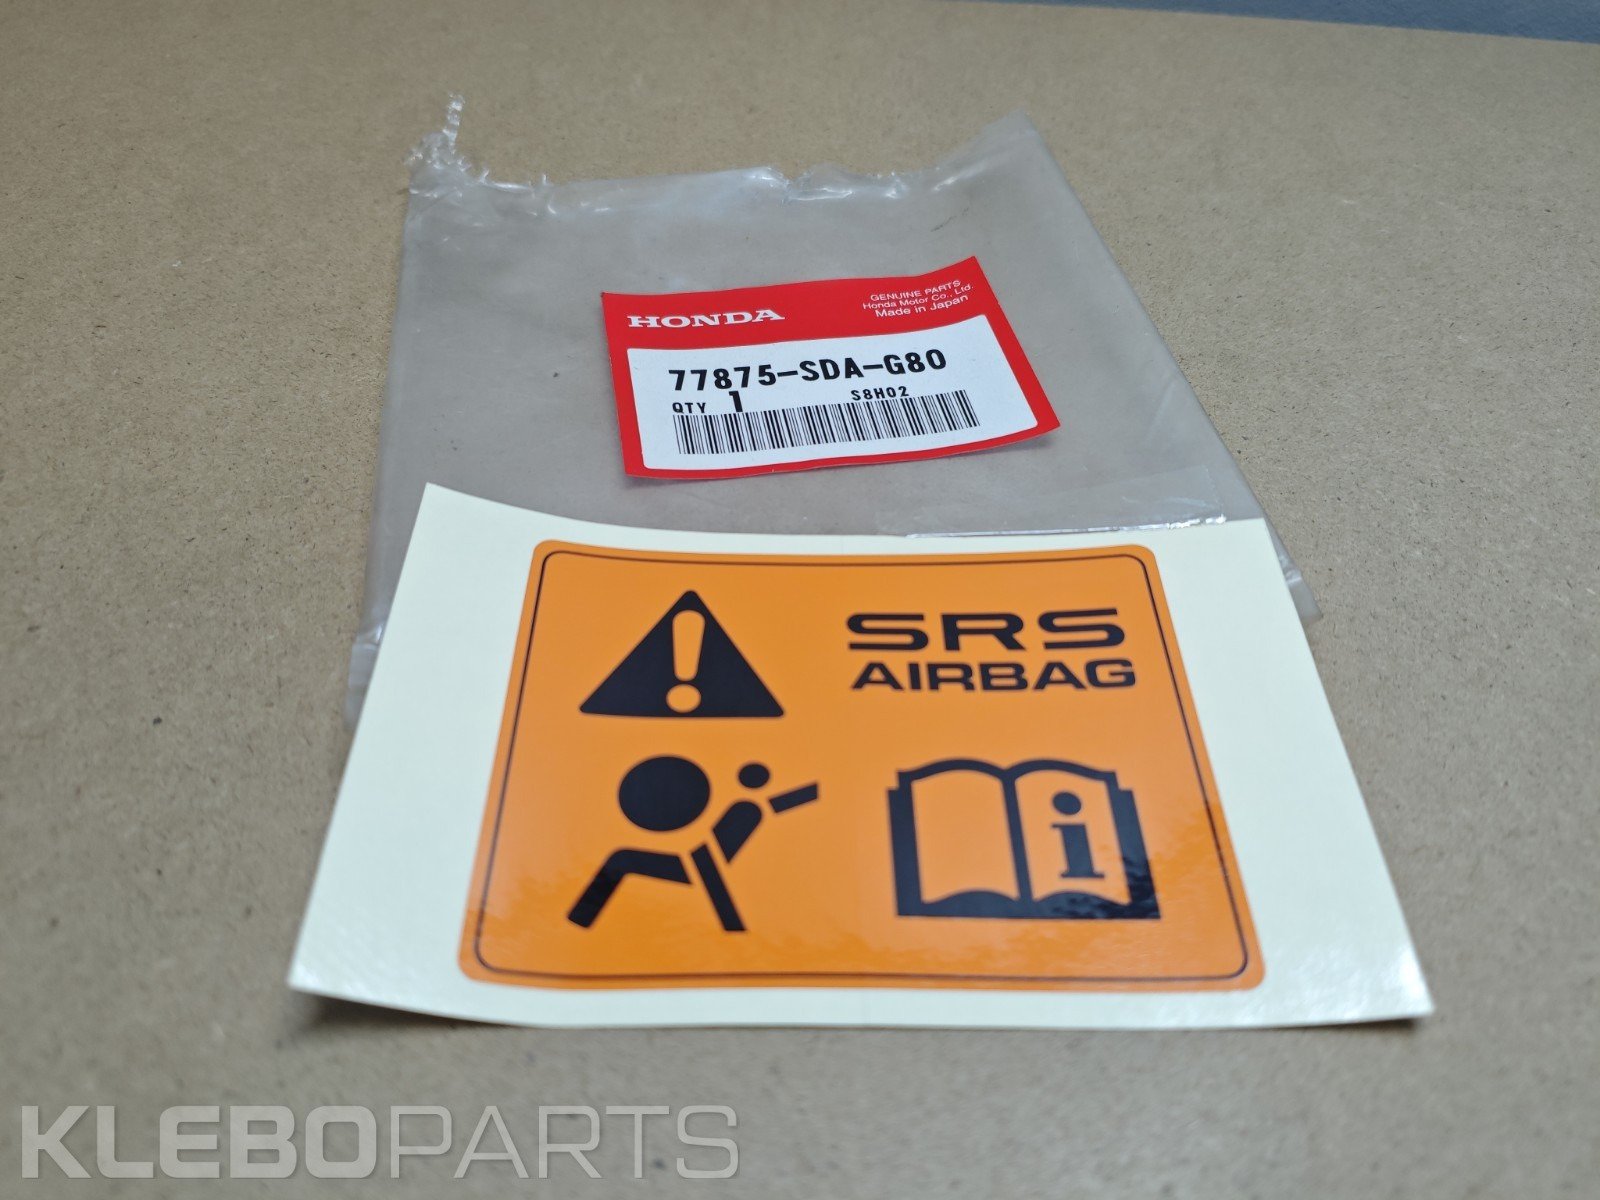 HONDA
GENUINE PARTS
Honda Motor Co., Ltd.
Made in Japan
77875-SDA-G80
QTY 1 S8H02
SRS
AIRBAG
i
KLEBOPARTS